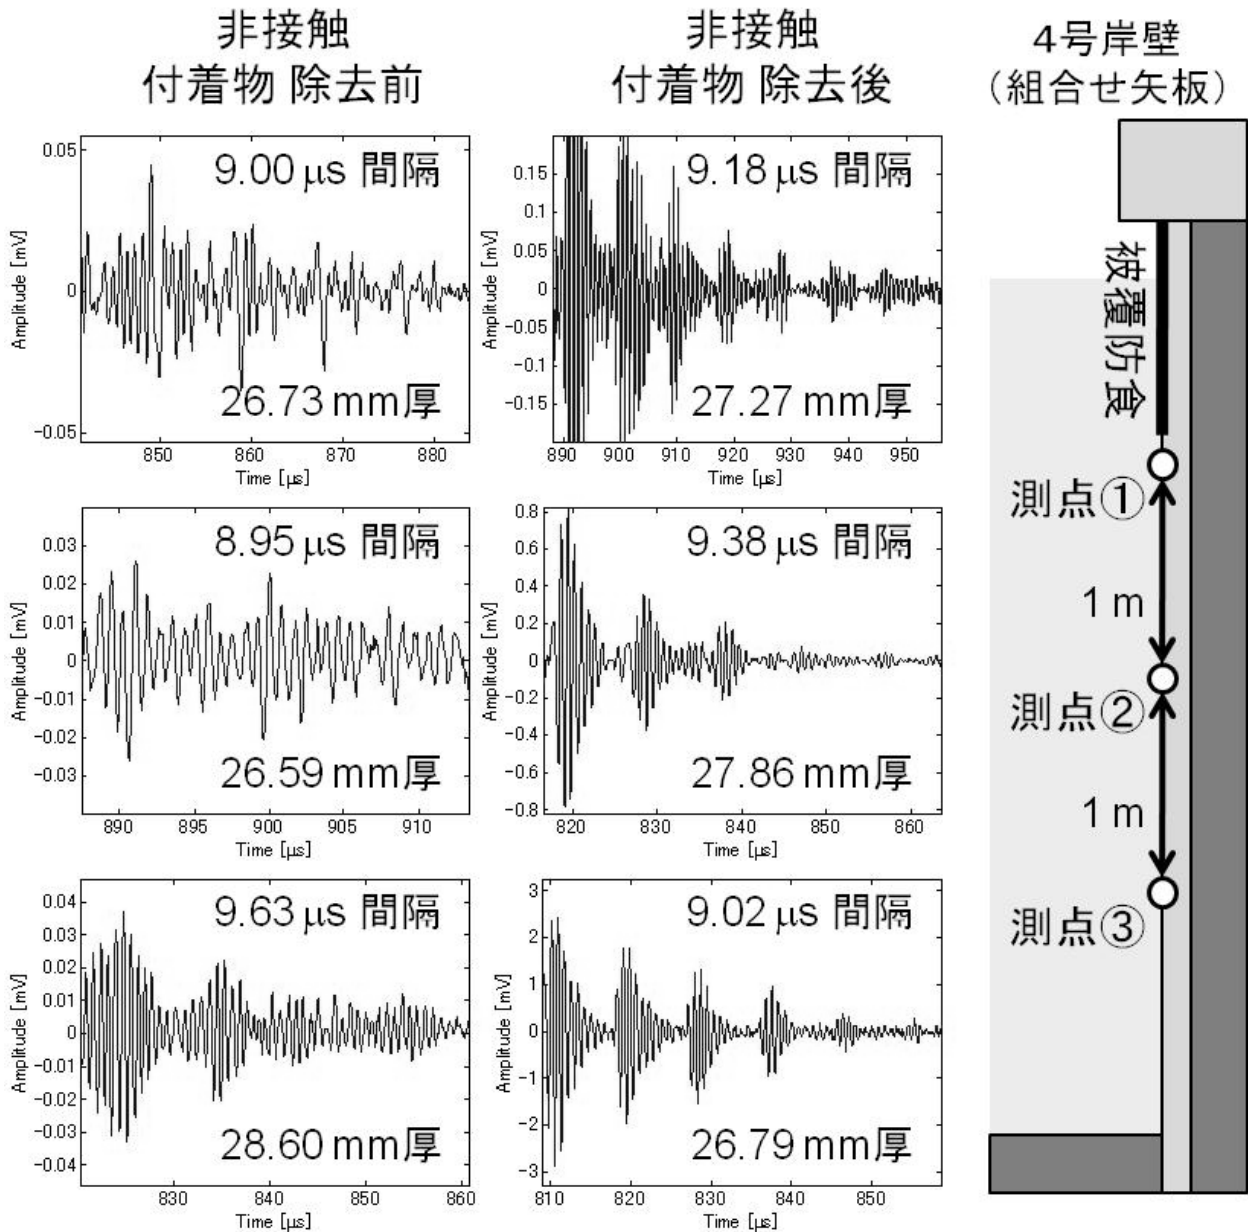 非接触
付着物 除去前
非接触
付着物 除去後
4号岸壁
（組合せ矢板）
9.00 μs 間隔
26.73 mm厚
Amplitude [mV]
0.05
0
−0.05
850
860
870
880
Time [μs]
9.18 μs 間隔
27.27 mm厚
Amplitude [mV]
0.15
0.1
0.05
0
−0.05
−0.1
−0.15
890
900
910
920
930
940
950
Time [μs]
8.95 μs 間隔
26.59 mm厚
Amplitude [mV]
0.03
0.02
0.01
0
−0.01
−0.02
−0.03
890
895
900
905
910
Time [μs]
9.38 μs 間隔
27.86 mm厚
Amplitude [mV]
0.8
0.6
0.4
0.2
0
−0.2
−0.4
−0.6
−0.8
820
830
840
850
860
Time [μs]
9.63 μs 間隔
28.60 mm厚
Amplitude [mV]
0.04
0.03
0.02
0.01
0
−0.01
−0.02
−0.03
−0.04
830
840
850
860
Time [μs]
9.02 μs 間隔
26.79 mm厚
Amplitude [mV]
3
2
1
0
−1
−2
−3
810
820
830
840
850
Time [μs]
被覆防食
測点①
1 m
測点②
1 m
測点③